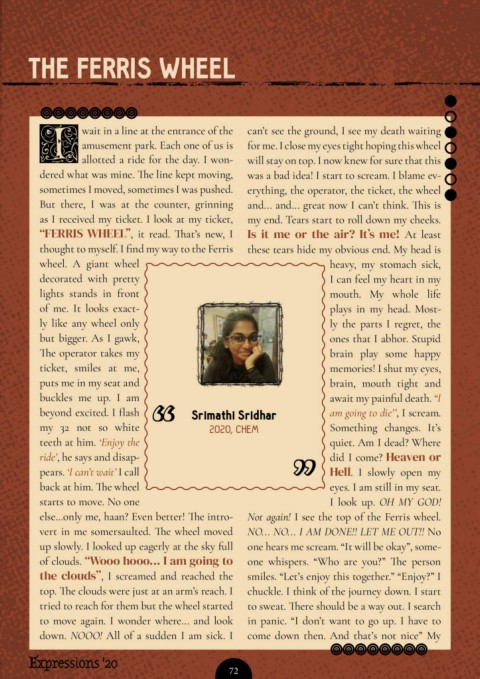 THE FERRIS WHEEL
I wait in a line at the entrance of the
amusement park. Each one of us is
allotted a ride for the day. I won-
dered what was mine. The line kept moving,
sometimes I moved, sometimes I was pushed.
But there, I was at the counter, grinning
as I received my ticket. I look at my ticket,
“FERRIS WHEEL”, it read. That’s new, I
thought to myself. I find my way to the Ferris
wheel. A giant wheel
decorated with pretty
lights stands in front
of me. It looks exact-
ly like any wheel only
but bigger. As I gawk,
The operator takes my
ticket, smiles at me,
puts me in my seat and
buckles me up. I am
beyond excited. I flash
my 32 not so white
teeth at him. ‘Enjoy the
ride’, he says and disap-
pears. ‘I can’t wait’ I call
back at him. The wheel
starts to move. No one
else...only me, haan? Even better! The intro-
vert in me somersaulted. The wheel moved
up slowly. I looked up eagerly at the sky full
of clouds. “Wooo hooo... I am going to
the clouds”, I screamed and reached the
top. The clouds were just at an arm’s reach. I
tried to reach for them but the wheel started
to move again. I wonder where... and look
down. NOOO! All of a sudden I am sick. I
can’t see the ground, I see my death waiting
for me. I close my eyes tight hoping this wheel
will stay on top. I now knew for sure that this
was a bad idea! I start to scream. I blame ev-
erything, the operator, the ticket, the wheel
and... and... great now I can’t think. This is
my end. Tears start to roll down my cheeks.
Is it me or the air? It’s me! At least
these tears hide my obvious end. My head is
heavy, my stomach sick,
I can feel my heart in my
mouth. My whole life
plays in my head. Most-
ly the parts I regret, the
ones that I abhor. Stupid
brain play some happy
memories! I shut my eyes,
brain, mouth tight and
await my painful death. “I
am going to die”, I scream.
Something changes. It’s
quiet. Am I dead? Where
did I come? Heaven or
Hell. I slowly open my
eyes. I am still in my seat.
I look up. OH MY GOD!
Not again! I see the top of the Ferris wheel.
NO... NO... I AM DONE!! LET ME OUT!! No
one hears me scream. “It will be okay”, some-
one whispers. “Who are you?” The person
smiles. “Let’s enjoy this together.” “Enjoy?” I
chuckle. I think of the journey down. I start
to sweat. There should be a way out. I search
in panic. “I don’t want to go up. I have to
come down then. And that’s not nice” My
Srimathi Sridhar
2020, CHEM
Expressions '20
72